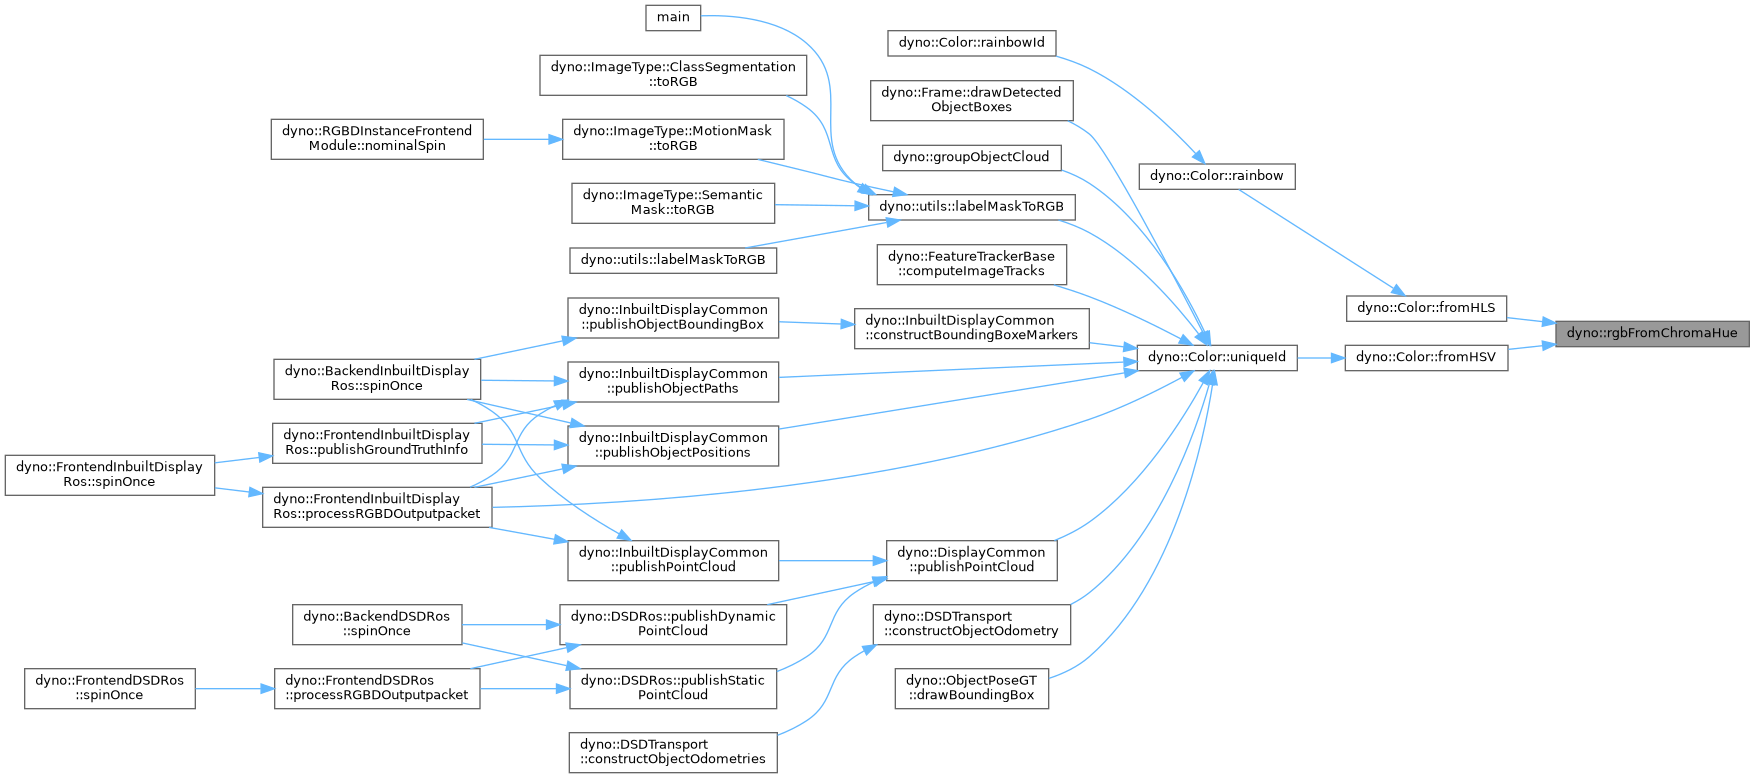 main
dyno::Color::rainbowId
dyno::ImageType::ClassSegmentation
::toRGB
dyno::Frame::drawDetected
ObjectBoxes
dyno::RGBDInstanceFrontend
Module::nominalSpin
dyno::ImageType::MotionMask
::toRGB
dyno::groupObjectCloud
dyno::Color::rainbow
dyno::ImageType::Semantic
Mask::toRGB
dyno::utils::labelMaskToRGB
dyno::utils::labelMaskToRGB
dyno::FeatureTrackerBase
::computeImageTracks
dyno::InbuiltDisplayCommon
::publishObjectBoundingBox
dyno::InbuiltDisplayCommon
::constructBoundingBoxeMarkers
dyno::Color::fromHLS
dyno::rgbFromChromaHue
dyno::Color::uniqueId
dyno::Color::fromHSV
dyno::BackendInbuiltDisplay
Ros::spinOnce
dyno::InbuiltDisplayCommon
::publishObjectPaths
dyno::FrontendInbuiltDisplay
Ros::publishGroundTruthInfo
dyno::InbuiltDisplayCommon
::publishObjectPositions
dyno::FrontendInbuiltDisplay
Ros::spinOnce
dyno::FrontendInbuiltDisplay
Ros::processRGBDOutputpacket
dyno::InbuiltDisplayCommon
::publishPointCloud
dyno::DisplayCommon
::publishPointCloud
dyno::BackendDSDRos
::spinOnce
dyno::DSDRos::publishDynamic
PointCloud
dyno::DSDTransport
::constructObjectOdometry
dyno::FrontendDSDRos
::spinOnce
dyno::FrontendDSDRos
::processRGBDOutputpacket
dyno::DSDRos::publishStatic
PointCloud
dyno::ObjectPoseGT
::drawBoundingBox
dyno::DSDTransport
::constructObjectOdometries